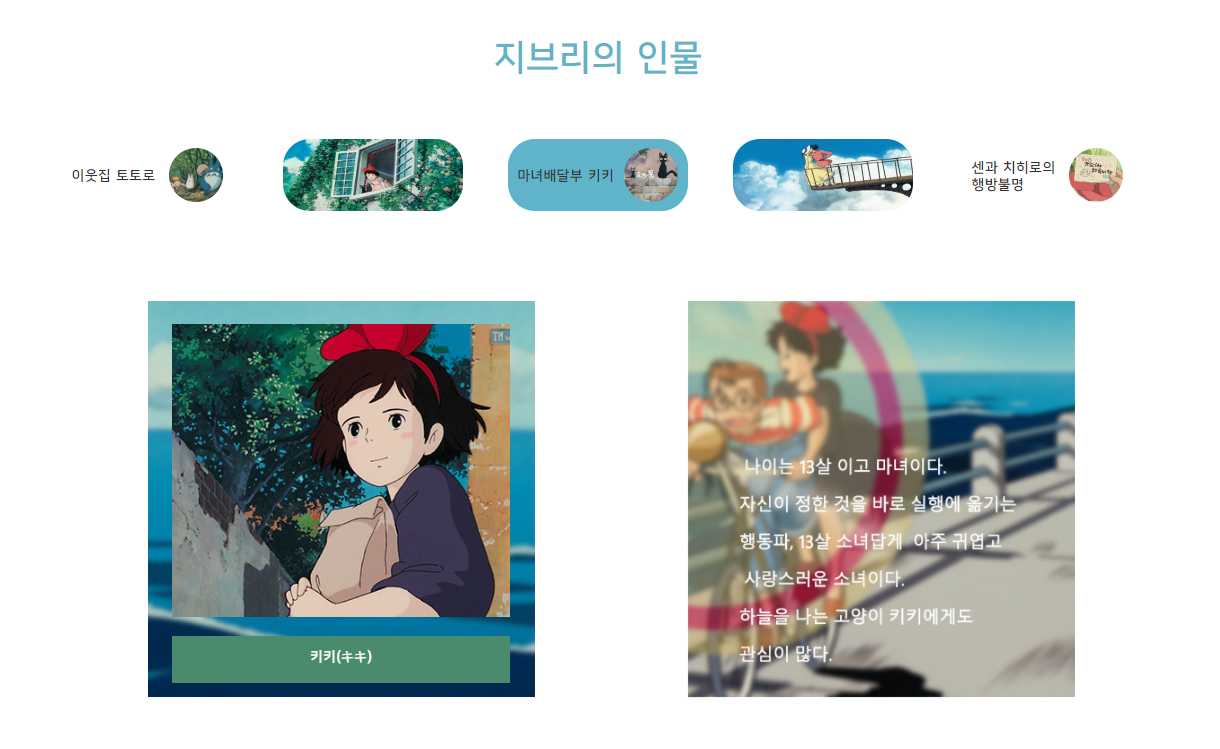 지브리의 인물
이웃집 토토로
마녀배달부 키키
센과 치히로의
행방불명
TM
키키(キキ)
나이는 13살 이고 마녀이다.
자신이 정한 것을 바로 실행에 옮기는
행동파, 13살 소녀답게 아주 귀엽고
사랑스러운 소녀이다.
하늘을 나는 고양이 키키에게도
관심이 많다.